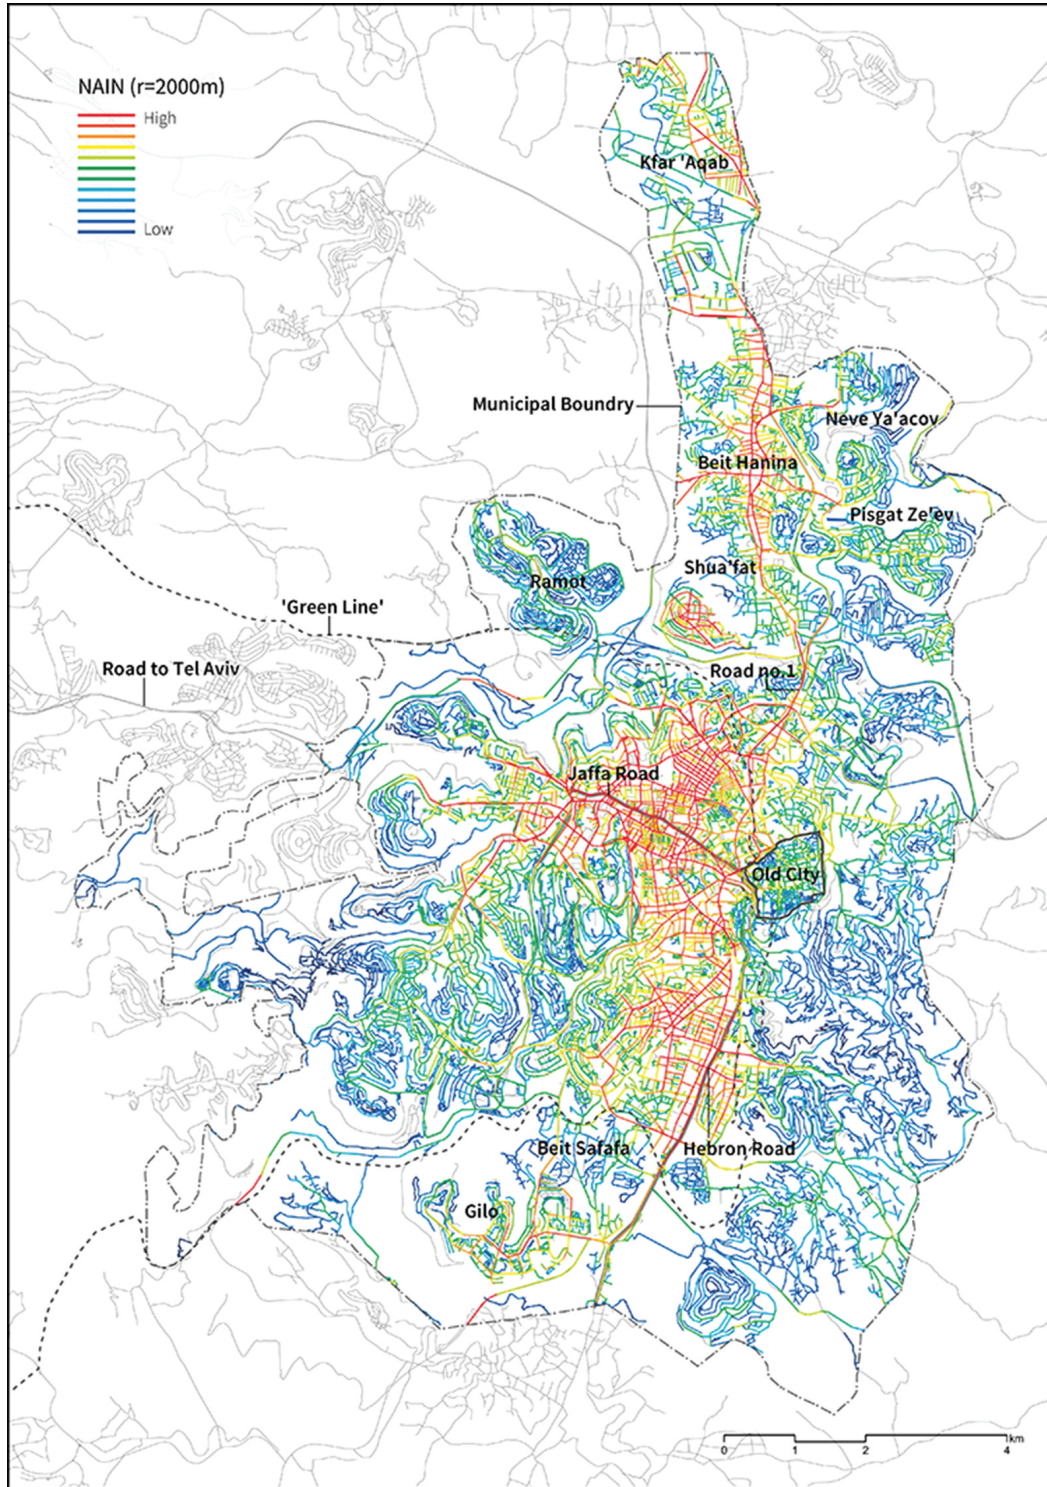 NAIN (r=2000m)
High
Low
Kfar 'Aqab
Municipal Boundry
Neve Ya'acov
Beit Hanina
Pisgat Ze'ev
Shua'fat
Ramot
'Green Line'
Road to Tel Aviv
Road no.1
Jaffa Road
Old City
Beit Safafa
Hebron Road
Gilo
km
0 1 2 4